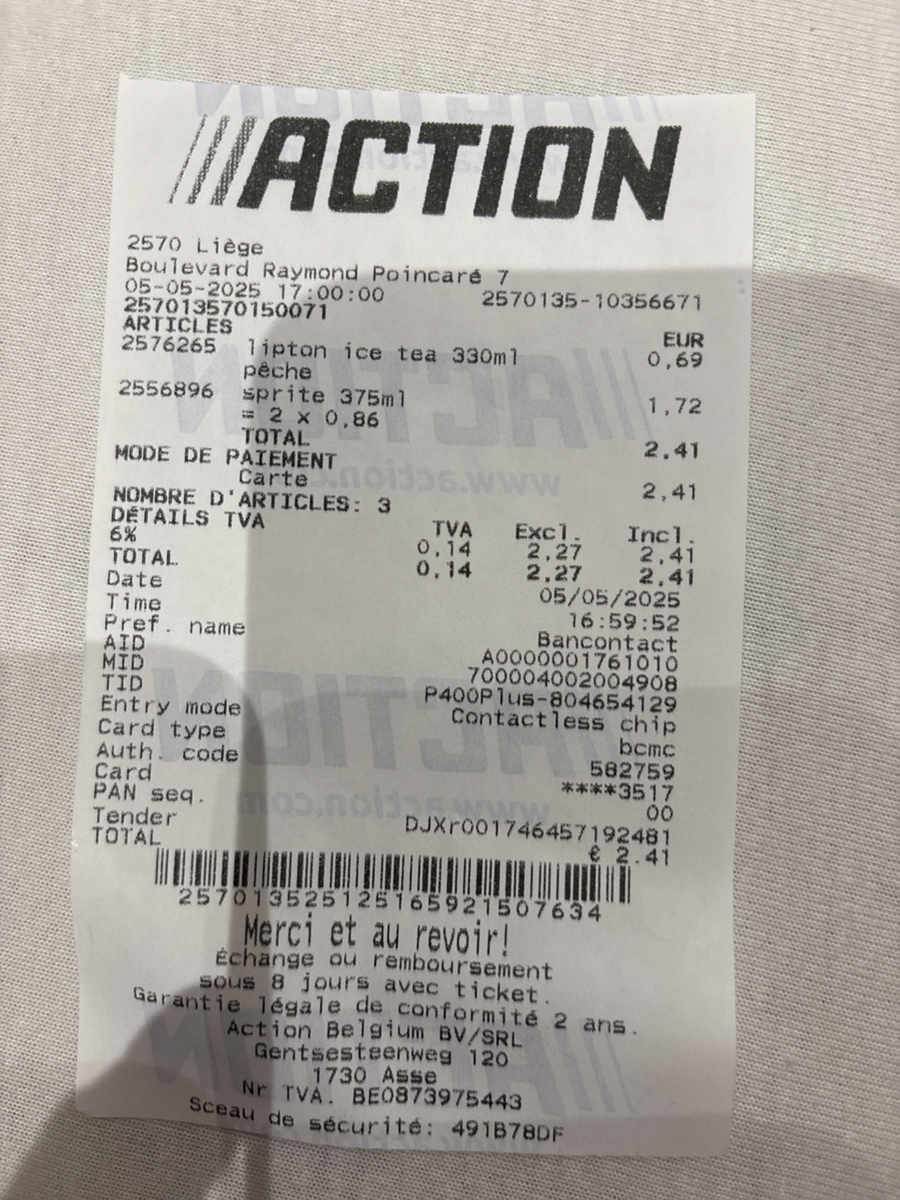 ///ACTION
2570 Liège
Boulevard Raymond Poincaré 7
05-05-2025 17:00:00 2570135-10356671
257013570150071
ARTICLES EUR
2576265 lipton ice tea 330ml 0,69
pêche
2556896 sprite 375ml
= 2 x 0,86 1,72
TOTAL 2,41
MODE DE PAIEMENT
Carte 2,41
NOMBRE D'ARTICLES: 3
DÉTAILS TVA TVA Excl. Incl.
6% 0,14 2,27 2,41
TOTAL 0,14 2,27 2,41
Date 05/05/2025
Time 16:59:52
Pref. name Bancontact
AID A0000001761010
MID 700004002004908
TID P400Plus-804654129
Entry mode Contactless chip
Card type bcmc
Auth. code 582759
Card ****3517
PAN seq. 00
Tender DJXr001746457192481
TOTAL € 2.41
257013525125165921507634
Merci et au revoir!
Échange ou remboursement
sous 8 jours avec ticket.
Garantie légale de conformité 2 ans.
Action Belgium BV/SRL
Gentsesteenweg 120
1730 Asse
Nr TVA. BE0873975443
Sceau de sécurité: 491B78DF